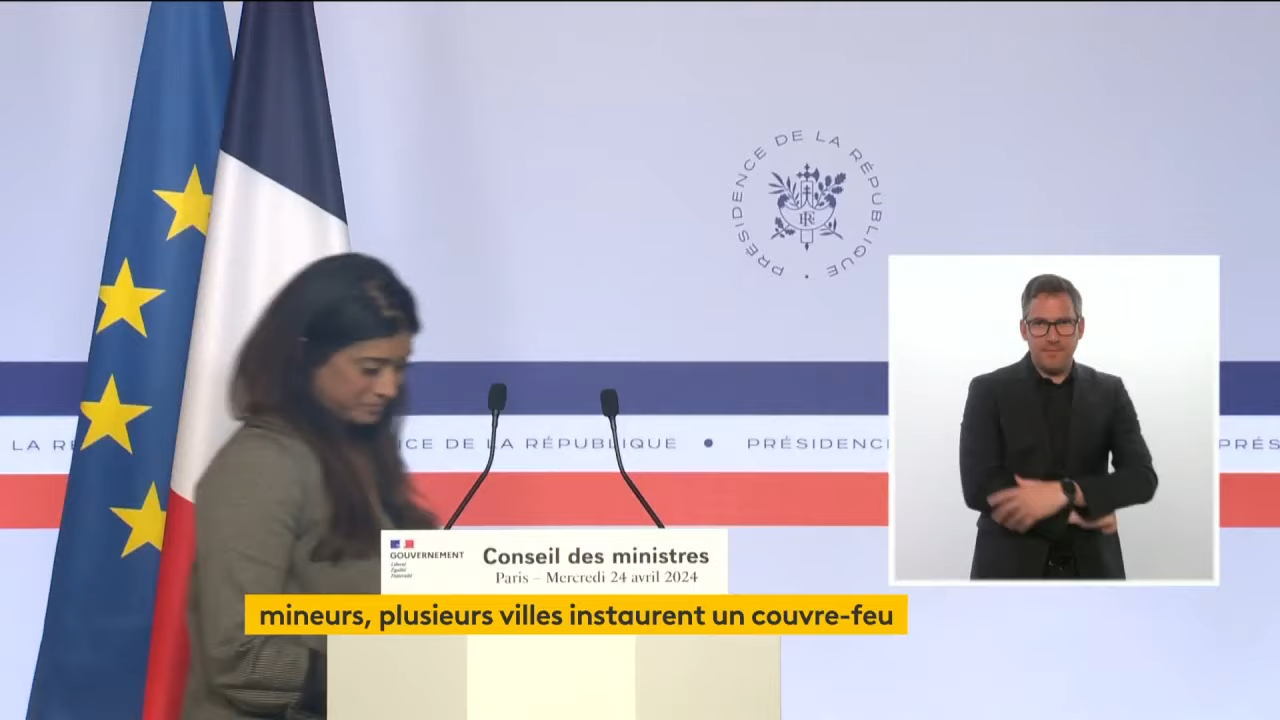 PRÉSIDENCE DE LA RÉPUBLIQUE •
RF
LA RÉ
CE DE LA RÉPUBLIQUE • PRÉSIDENC
PRÉS
GOUVERNEMENT
Liberté
Égalité
Fraternité
Conseil des ministres
Paris – Mercredi 24 avril 2024
mineurs, plusieurs villes instaurent un couvre-feu